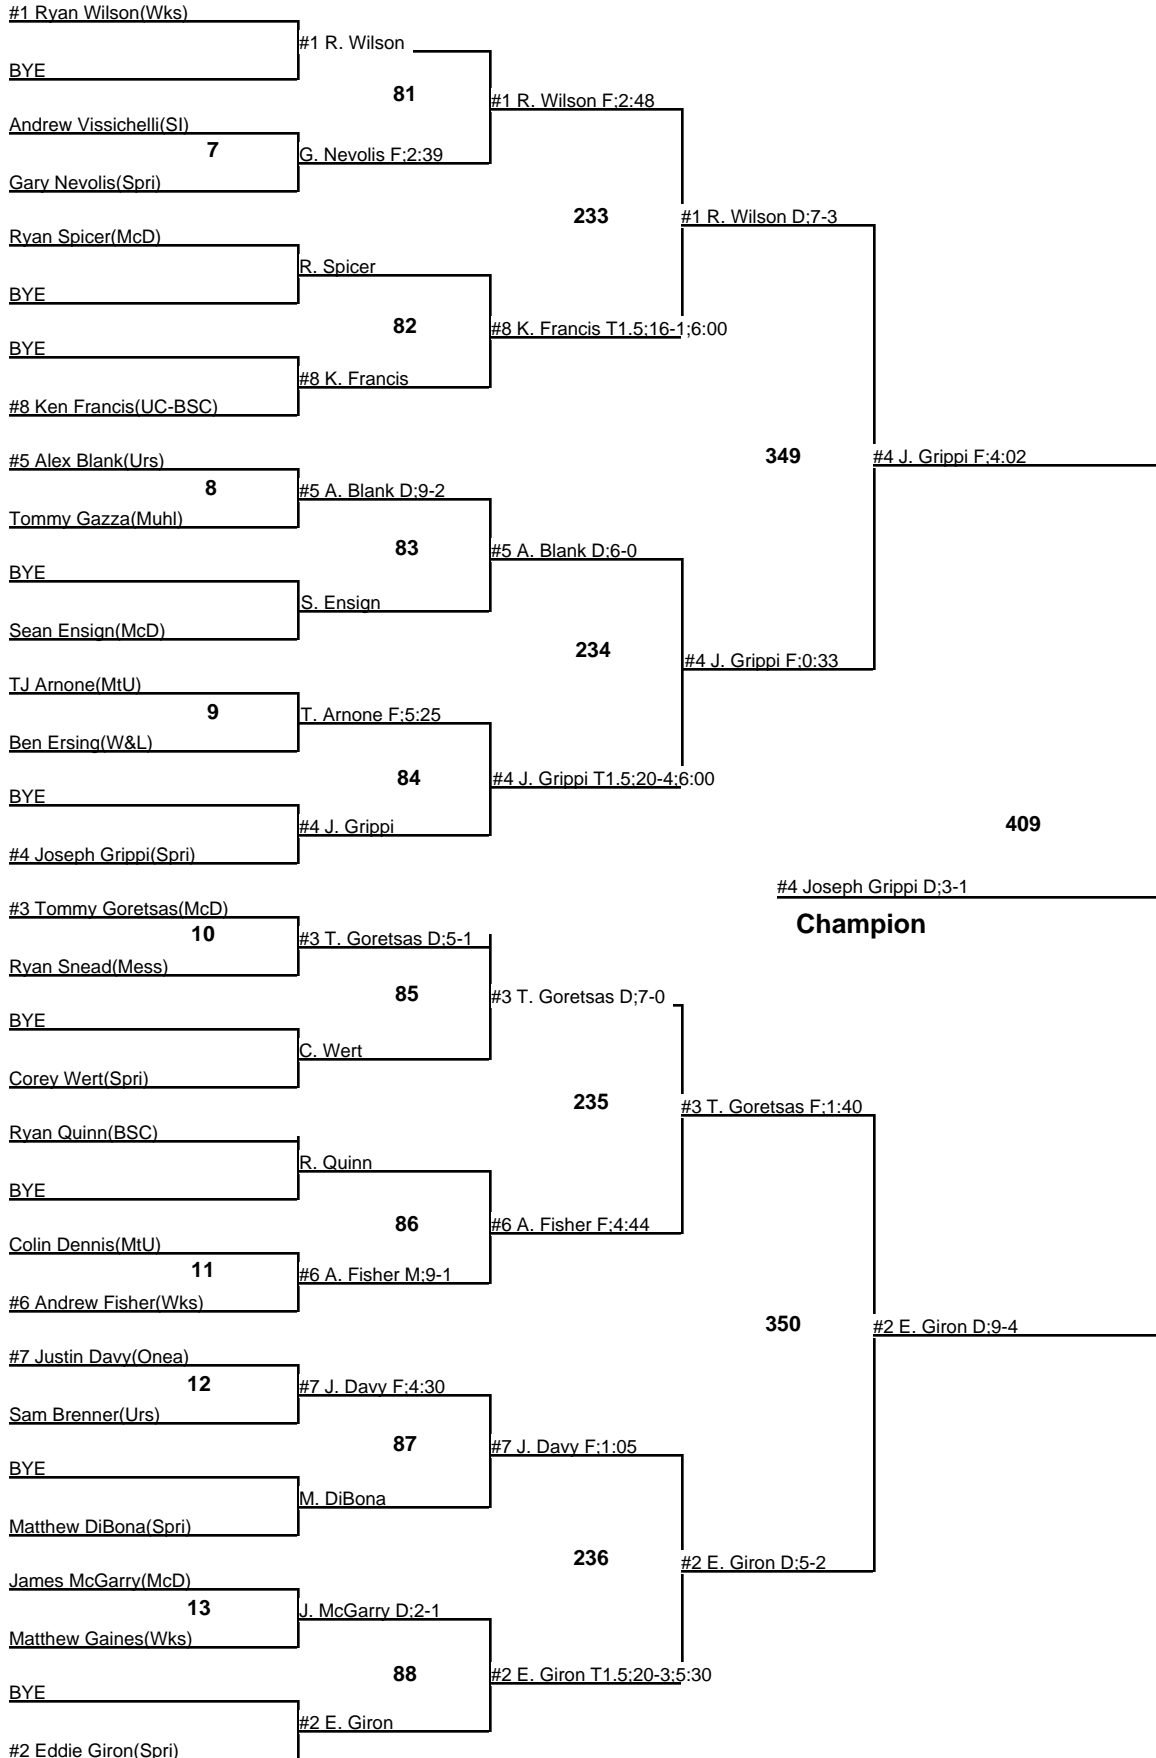 #1 Ryan Wilson(Wks)
#1 R. Wilson
BYE
81
#1 R. Wilson F;2:48
Andrew Vissichelli(SI)
7
G. Nevolis F;2:39
Gary Nevolis(Spri)
233
#1 R. Wilson D;7-3
Ryan Spicer(McD)
R. Spicer
BYE
82
#8 K. Francis T1.5;16-1;6:00
BYE
#8 K. Francis
#8 Ken Francis(UC-BSC)
349
#4 J. Grippi F;4:02
#5 Alex Blank(Urs)
8
#5 A. Blank D;9-2
Tommy Gazza(Muhl)
83
#5 A. Blank D;6-0
BYE
S. Ensign
Sean Ensign(McD)
234
#4 J. Grippi F;0:33
TJ Arnone(MtU)
9
T. Arnone F;5:25
Ben Ersing(W&L)
84
#4 J. Grippi T1.5;20-4;6:00
BYE
#4 J. Grippi
409
#4 Joseph Grippi(Spri)
#4 Joseph Grippi D;3-1
Champion
#3 Tommy Goretsas(McD)
10
#3 T. Goretsas D;5-1
Ryan Snead(Mess)
85
#3 T. Goretsas D;7-0
BYE
C. Wert
Corey Wert(Spri)
235
#3 T. Goretsas F;1:40
Ryan Quinn(BSC)
R. Quinn
BYE
86
#6 A. Fisher F;4:44
Colin Dennis(MtU)
11
#6 A. Fisher M;9-1
#6 Andrew Fisher(Wks)
350
#2 E. Giron D;9-4
#7 Justin Davy(Onea)
12
#7 J. Davy F;4:30
Sam Brenner(Urs)
87
#7 J. Davy F;1:05
BYE
M. DiBona
Matthew DiBona(Spri)
236
#2 E. Giron D;5-2
James McGarry(McD)
13
J. McGarry D;2-1
Matthew Gaines(Wks)
88
#2 E. Giron T1.5;20-3;5:30
BYE
#2 E. Giron
#2 Eddie Giron(Spri)